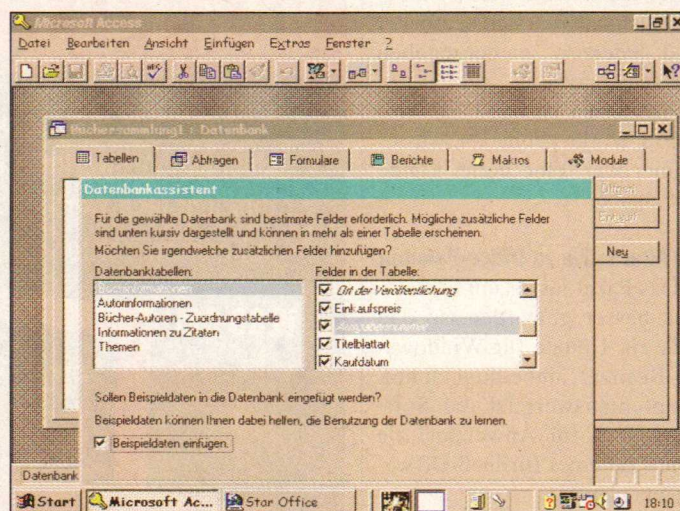 Microsoft Access
Datei Bearbeiten Ansicht Einfügen Extras Fenster ?
Büchersammlung1 : Datenbank
Tabellen Abfragen Formulare Berichte Makros Module
Datenbankassistent
Öffnen
Entwurf
Neu
Für die gewählte Datenbank sind bestimmte Felder erforderlich. Mögliche zusätzliche Felder
sind unten kursiv dargestellt und können in mehr als einer Tabelle erscheinen.
Möchten Sie irgendwelche zusätzlichen Felder hinzufügen?
Datenbanktabellen: Felder in der Tabelle:
Buchinformationen
Autorinformationen
Bücher-Autoren - Zuordnungstabelle
Informationen zu Zitaten
Themen
Ort der Veröffentlichung
Einkaufspreis
Ausgabenummer
Titelblattart
Kaufdatum
Sollen Beispieldaten in die Datenbank eingefügt werden?
Beispieldaten können Ihnen dabei helfen, die Benutzung der Datenbank zu lernen.
Beispieldaten einfügen.
Datenbank
Start Microsoft Ac... Star Office 18:10